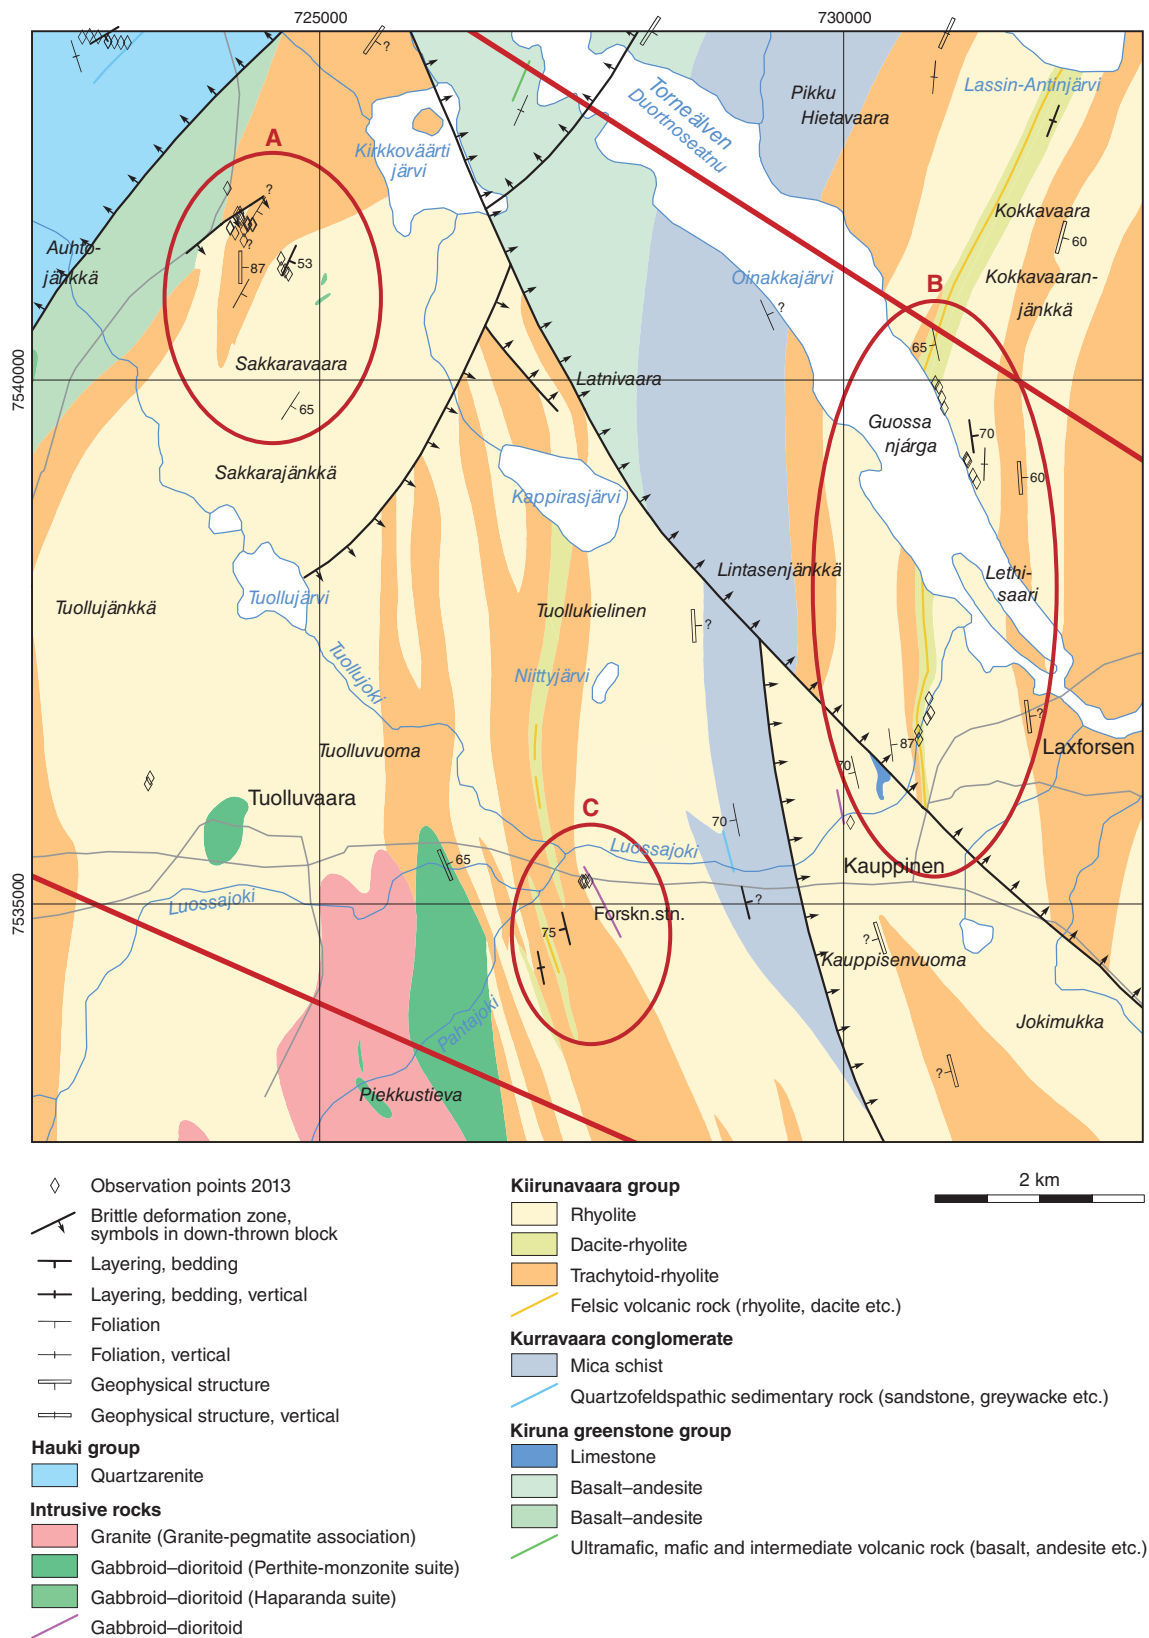 725000
730000
7540000
7535000
A
B
C
Torneälven
Duortnoseatnu
Pikku
Hietavaara
Lassin-Antinjärvi
Kirkkoväärti
järvi
?
?
Kokkavaara
60
Auhto-
jänkkä
?
87
53
Oinakkajärvi
?
Kokkavaaran-
jänkkä
65
Sakkaravaara
65
Latnivaara
Guossa
njárga
70
60
Sakkarajänkkä
Kappirasjärvi
Lintasenjänkkä
Lethi-
saari
Tuollujänkkä
Tuollujärvi
Tuollukielinen
?
Tuollujoki
Niittyjärvi
Tuolluvuoma
?
87
70
Laxforsen
Tuolluvaara
70
Luossajoki
65
Kauppinen
Luossajoki
Forskn.stn.
?
75
?
Kauppisenvuoma
Pahtajoki
Jokimukka
?
Piekkustieva
Observation points 2013
Brittle deformation zone,
symbols in down-thrown block
Layering, bedding
Layering, bedding, vertical
Foliation
Foliation, vertical
Geophysical structure
Geophysical structure, vertical
Hauki group
Quartzarenite
Intrusive rocks
Granite (Granite-pegmatite association)
Gabbroid–dioritoid (Perthite-monzonite suite)
Gabbroid–dioritoid (Haparanda suite)
Gabbroid–dioritoid
Kiirunavaara group
Rhyolite
Dacite-rhyolite
Trachytoid-rhyolite
Felsic volcanic rock (rhyolite, dacite etc.)
Kurravaara conglomerate
Mica schist
Quartzofeldspathic sedimentary rock (sandstone, greywacke etc.)
Kiruna greenstone group
Limestone
Basalt–andesite
Basalt–andesite
Ultramafic, mafic and intermediate volcanic rock (basalt, andesite etc.)
2 km